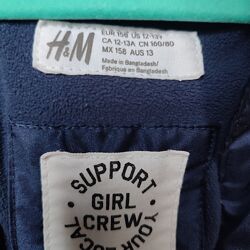 H&M
EUR 158 US 12-13Y
CA 12-13A CN 160/80
MX 158 AUS 13
Made in Bangladesh/
Fabriqué en Bangladesh
SUPPORT
GIRL
CREW
YOUR LOCAL